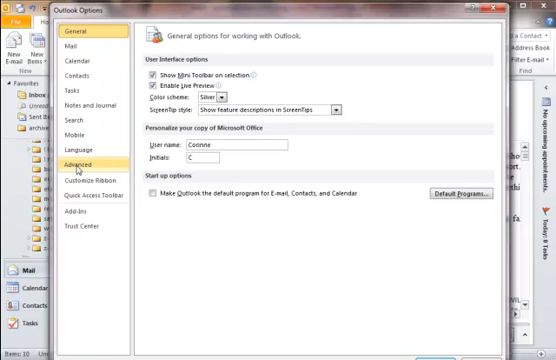 Outlook Options
File
New E-mail
New Items
Favorites
Inbox
Unread
Sent
archive
Mail
Calendar
Contacts
Tasks
Items: 10
General
Mail
Calendar
Contacts
Tasks
Notes and Journal
Search
Mobile
Language
Advanced
Customize Ribbon
Quick Access Toolbar
Add-Ins
Trust Center
General options for working with Outlook.
User Interface options
Show Mini Toolbar on selection
Enable Live Preview
Color scheme: Silver
ScreenTip style: Show feature descriptions in ScreenTips
Personalize your copy of Microsoft Office
User name: Corinne
Initials: C
Start up options
Make Outlook the default program for E-mail, Contacts, and Calendar
Default Programs...
a Contact
Address Book
Filter E-mail
No upcoming appointments.
Today: 8 Tasks